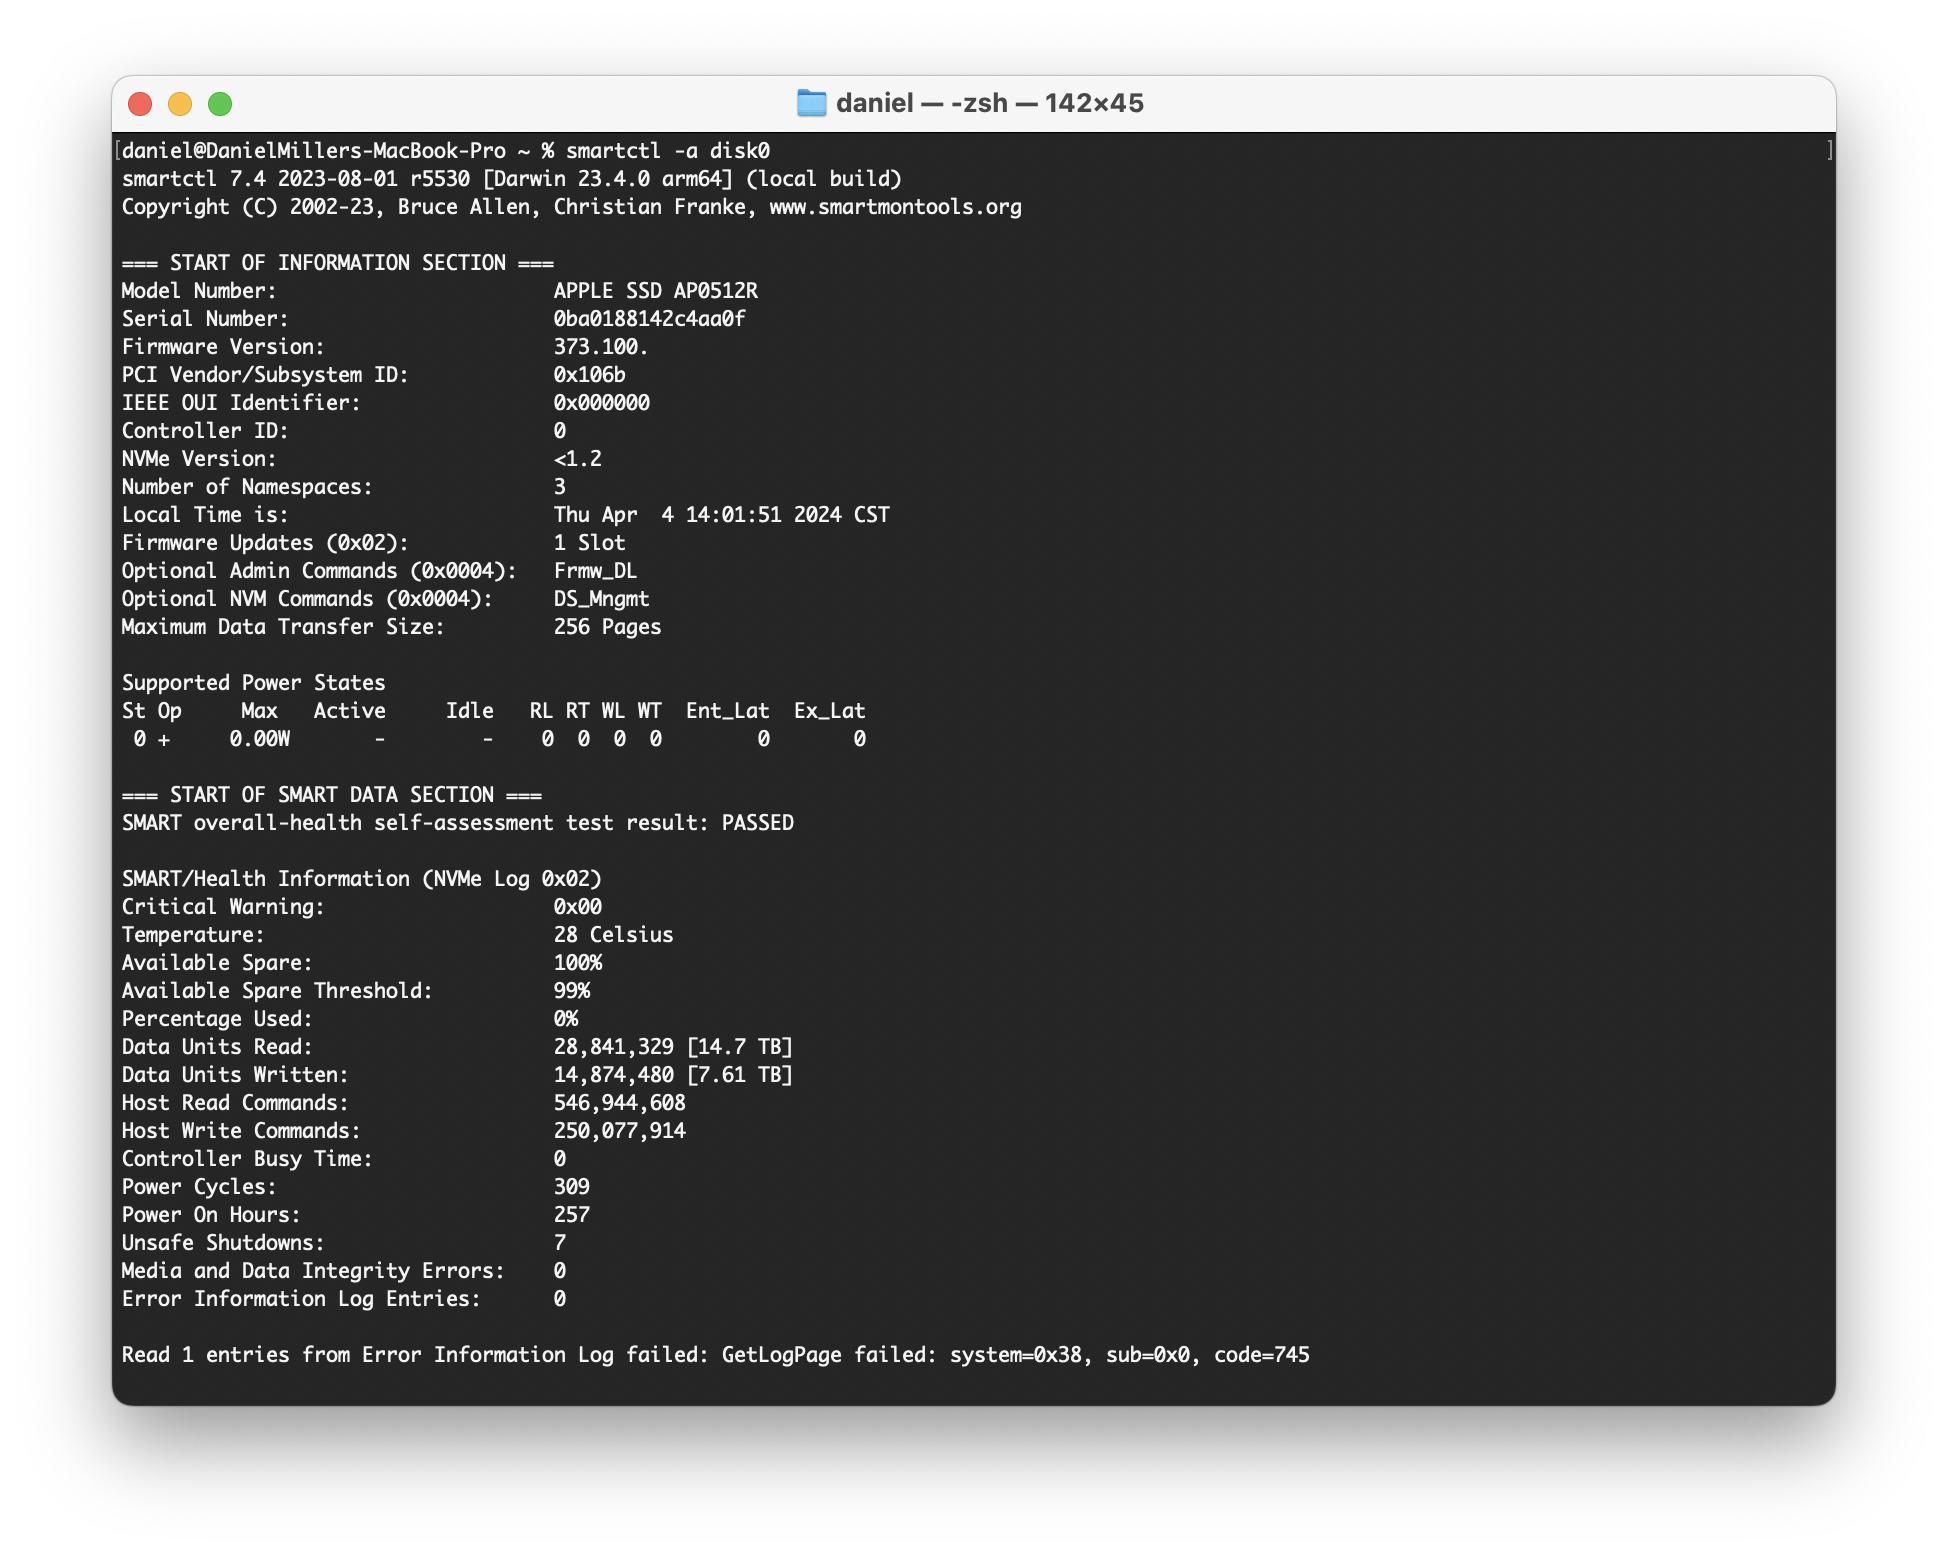 daniel — -zsh — 142×45
[daniel@DanielMillers-MacBook-Pro ~ % smartctl -a disk0 ]
smartctl 7.4 2023-08-01 r5530 [Darwin 23.4.0 arm64] (local build)
Copyright (C) 2002-23, Bruce Allen, Christian Franke, www.smartmontools.org

=== START OF INFORMATION SECTION ===
Model Number:                       APPLE SSD AP0512R
Serial Number:                      0ba0188142c4aa0f
Firmware Version:                   373.100.
PCI Vendor/Subsystem ID:            0x106b
IEEE OUI Identifier:                0x000000
Controller ID:                      0
NVMe Version:                       <1.2
Number of Namespaces:               3
Local Time is:                      Thu Apr  4 14:01:51 2024 CST
Firmware Updates (0x02):            1 Slot
Optional Admin Commands (0x0004):   Frmw_DL
Optional NVM Commands (0x0004):     DS_Mngmt
Maximum Data Transfer Size:         256 Pages

Supported Power States
St Op     Max   Active     Idle   RL RT WL WT  Ent_Lat  Ex_Lat
 0 +     0.00W       -        -    0  0  0  0        0       0

=== START OF SMART DATA SECTION ===
SMART overall-health self-assessment test result: PASSED

SMART/Health Information (NVMe Log 0x02)
Critical Warning:                   0x00
Temperature:                        28 Celsius
Available Spare:                    100%
Available Spare Threshold:          99%
Percentage Used:                    0%
Data Units Read:                    28,841,329 [14.7 TB]
Data Units Written:                 14,874,480 [7.61 TB]
Host Read Commands:                 546,944,608
Host Write Commands:                250,077,914
Controller Busy Time:               0
Power Cycles:                       309
Power On Hours:                     257
Unsafe Shutdowns:                   7
Media and Data Integrity Errors:    0
Error Information Log Entries:      0

Read 1 entries from Error Information Log failed: GetLogPage failed: system=0x38, sub=0x0, code=745